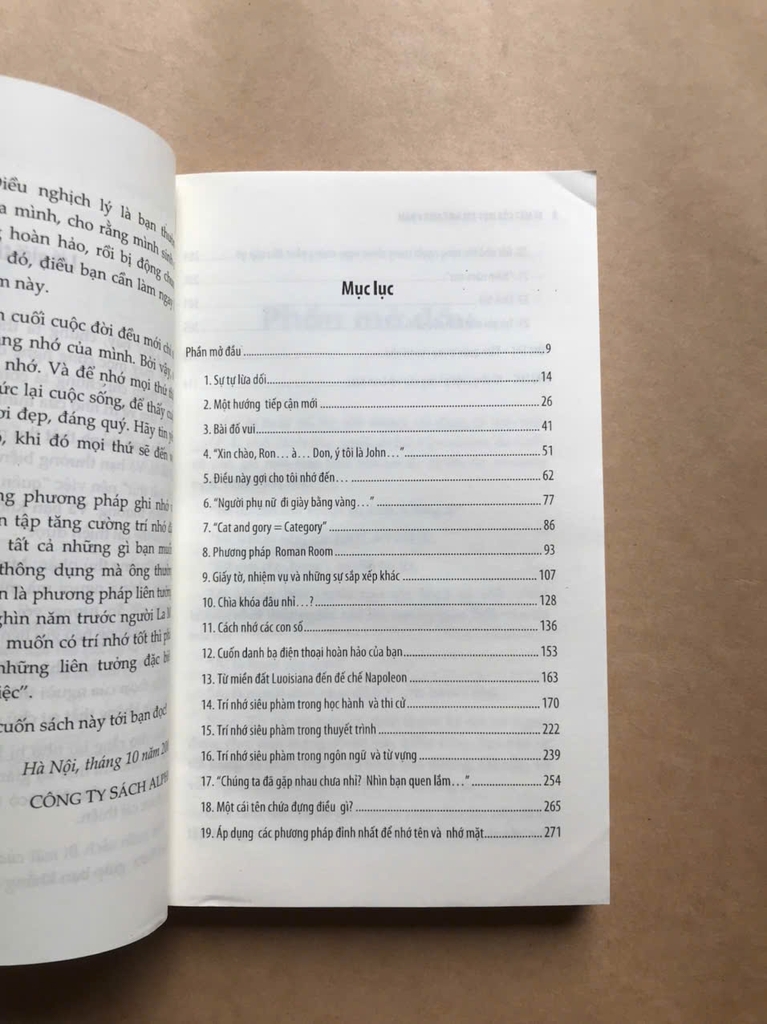 Điều nghịch lý là bạn
a mình, cho rằng mình sinh
g hoàn hảo, rồi bị động
đó, điều bạn cần làm ngay
m này.
cuối cuộc đời đều mới chỉ
ng nhớ của mình. Bởi vậy,
nhớ. Và để nhớ mọi thứ
ức lại cuộc sống, để thấy
ơi đẹp, đáng quý. Hãy tin
, khi đó mọi thứ sẽ đến
ng phương pháp ghi nhớ
n tập tăng cường trí nhớ
tất cả những gì bạn
thông dụng mà ông
n là phương pháp liên tưởng
nghìn năm trước người La
muốn có trí nhớ tốt thì
những liên tưởng đặc
iệc”.
cuốn sách này tới bạn đọc!
Hà Nội, tháng 10 năm
CÔNG TY SÁCH
Mục lục
Phần mở đầu ........ 9
1. Sự tự lừa dối ........ 14
2. Một hướng tiếp cận mới ........ 26
3. Bài đố vui ........ 41
4. “Xin chào, Ron... à... Don, ý tôi là John...” ........ 51
5. Điều này gợi cho tôi nhớ đến... ........ 62
6. “Người phụ nữ đi giày bằng vàng...” ........ 77
7. “Cat and gory = Category” ........ 86
8. Phương pháp Roman Room ........ 93
9. Giấy tờ, nhiệm vụ và những sự sắp xếp khác ........ 107
10. Chìa khóa đâu nhỉ...? ........ 128
11. Cách nhớ các con số ........ 136
12. Cuốn danh bạ điện thoại hoàn hảo của bạn ........ 153
13. Từ miền đất Luoisiana đến đế chế Napoleon ........ 163
14. Trí nhớ siêu phàm trong học hành và thi cử ........ 170
15. Trí nhớ siêu phàm trong thuyết trình ........ 222
16. Trí nhớ siêu phàm trong ngôn ngữ và từ vựng ........ 239
17. “Chúng ta đã gặp nhau chưa nhỉ? Nhìn bạn quen lắm...” ........ 254
18. Một cái tên chứa đựng điều gì? ........ 265
19. Áp dụng các phương pháp đỉnh nhất để nhớ tên và nhớ mặt ........ 271